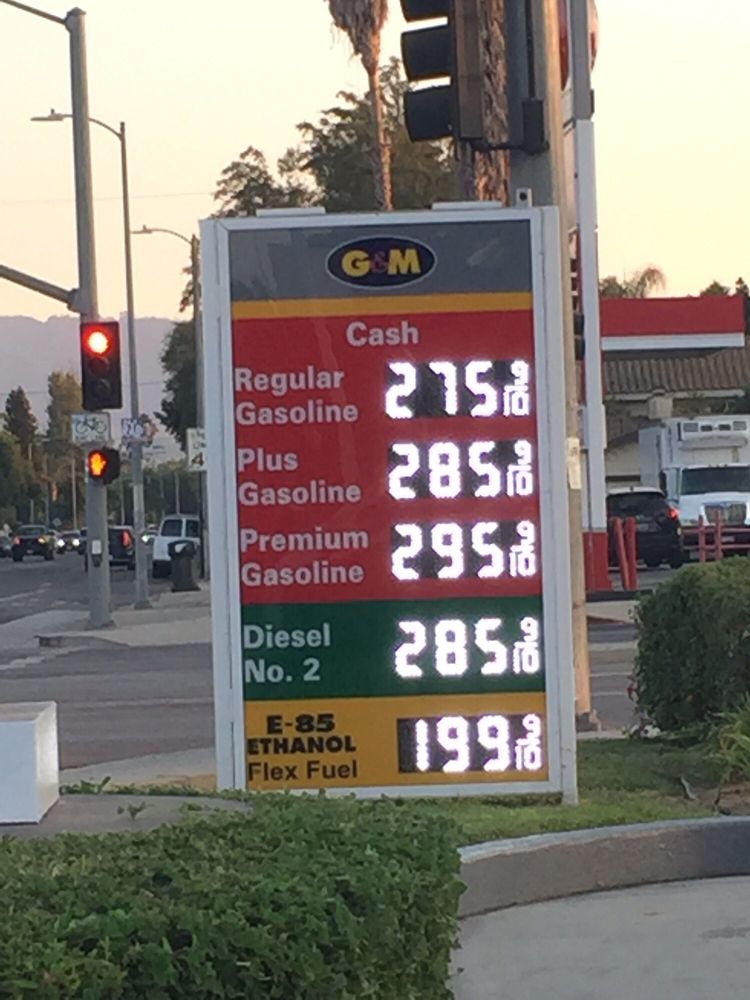 G&M
Cash
Regular
Gasoline
275 9/10
Plus
Gasoline
285 9/10
Premium
Gasoline
295 9/10
Diesel
No. 2
285 9/10
E-85
ETHANOL
Flex Fuel
199 9/10